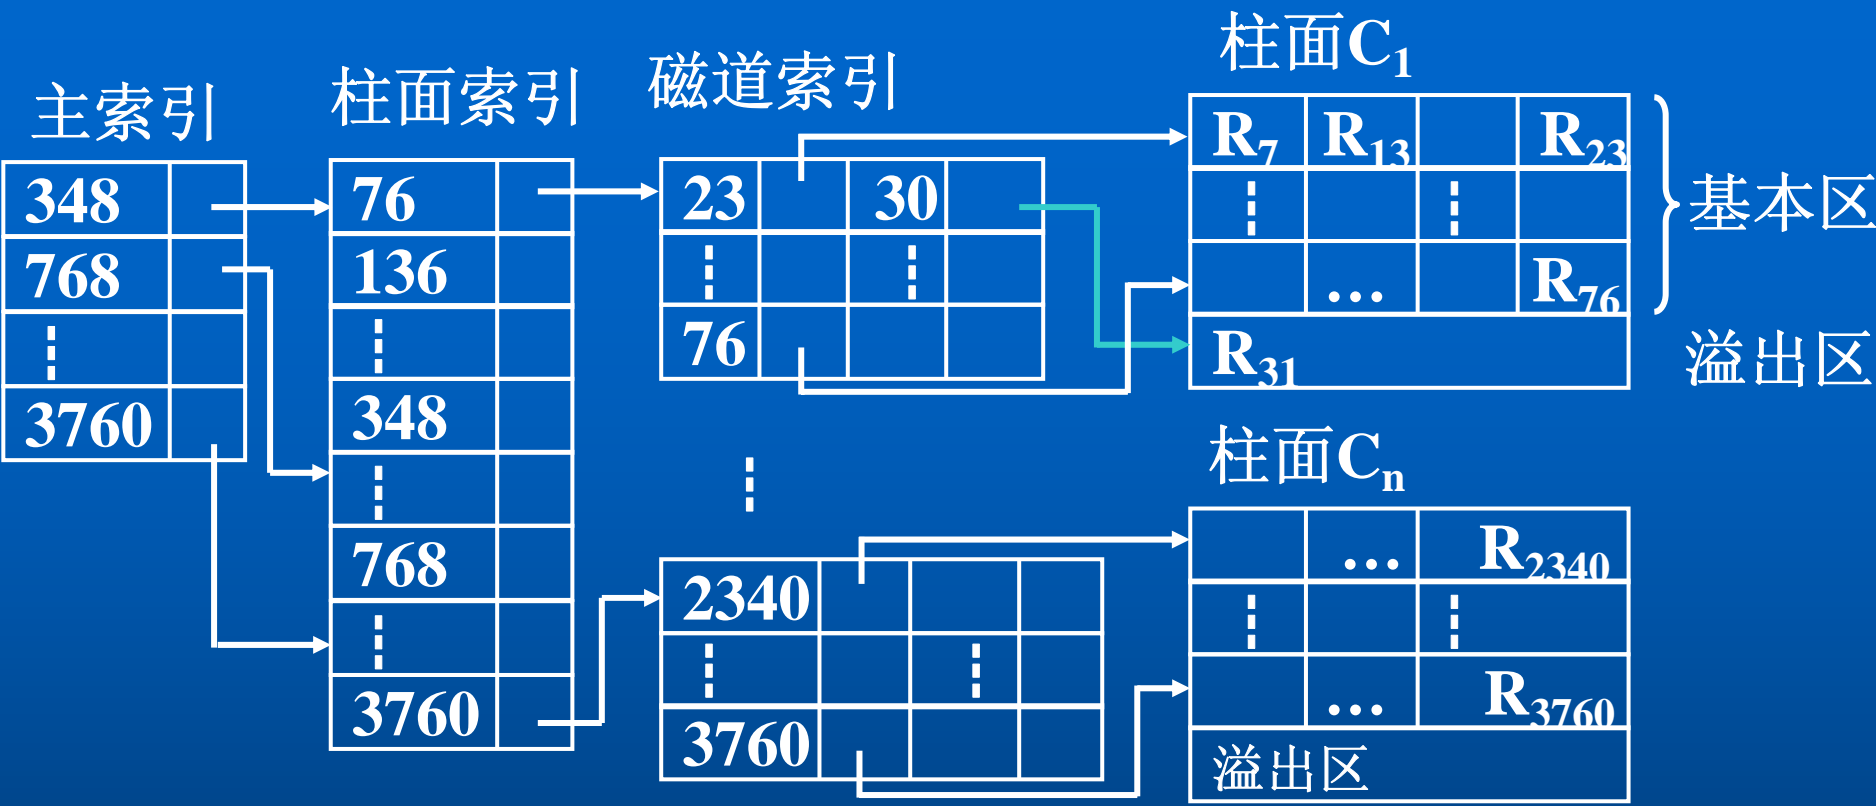 主索引
348
768
3760
柱面索引
76
136
348
768
3760
磁道索引
23 30
76
2340
3760
柱面C1
R7 R13 R23
… R76
R31
基本区
溢出区
柱面Cn
… R2340
… R3760
溢出区